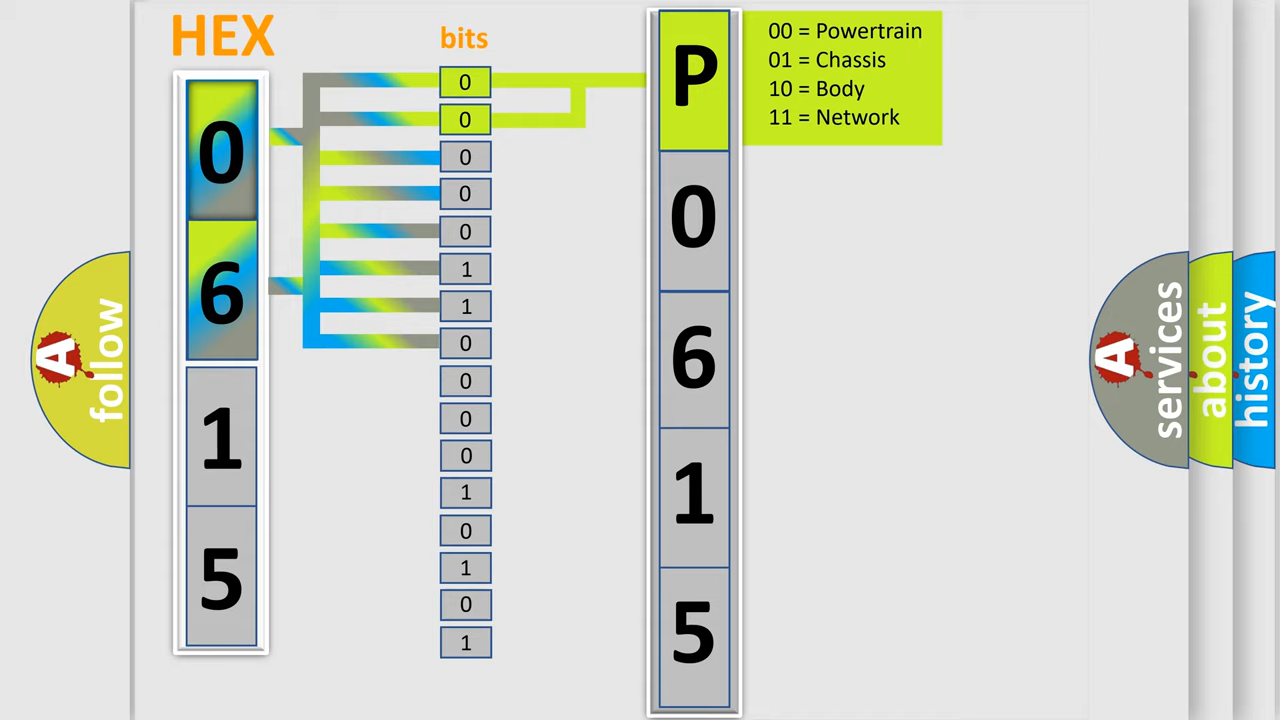 HEX
bits
0
6
1
5
0
0
0
0
0
1
1
0
0
0
0
1
0
1
0
1
P
0
6
1
5
00 = Powertrain
01 = Chassis
10 = Body
11 = Network
A
follow
A
services
about
history